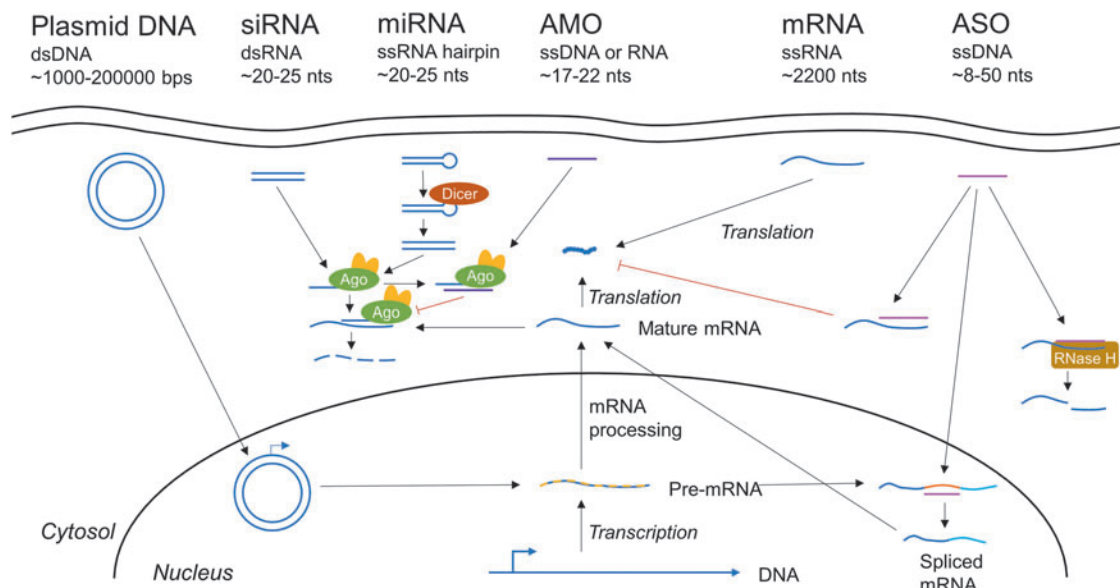 Plasmid DNA
dsDNA
~1000-200000 bps
siRNA
dsRNA
~20-25 nts
miRNA
ssRNA hairpin
~20-25 nts
AMO
ssDNA or RNA
~17-22 nts
mRNA
ssRNA
~2200 nts
ASO
ssDNA
~8-50 nts
Dicer
Translation
Ago
Ago
Ago
Translation
Mature mRNA
RNase H
mRNA
processing
Pre-mRNA
Cytosol
Transcription
Nucleus
DNA
Spliced
mRNA